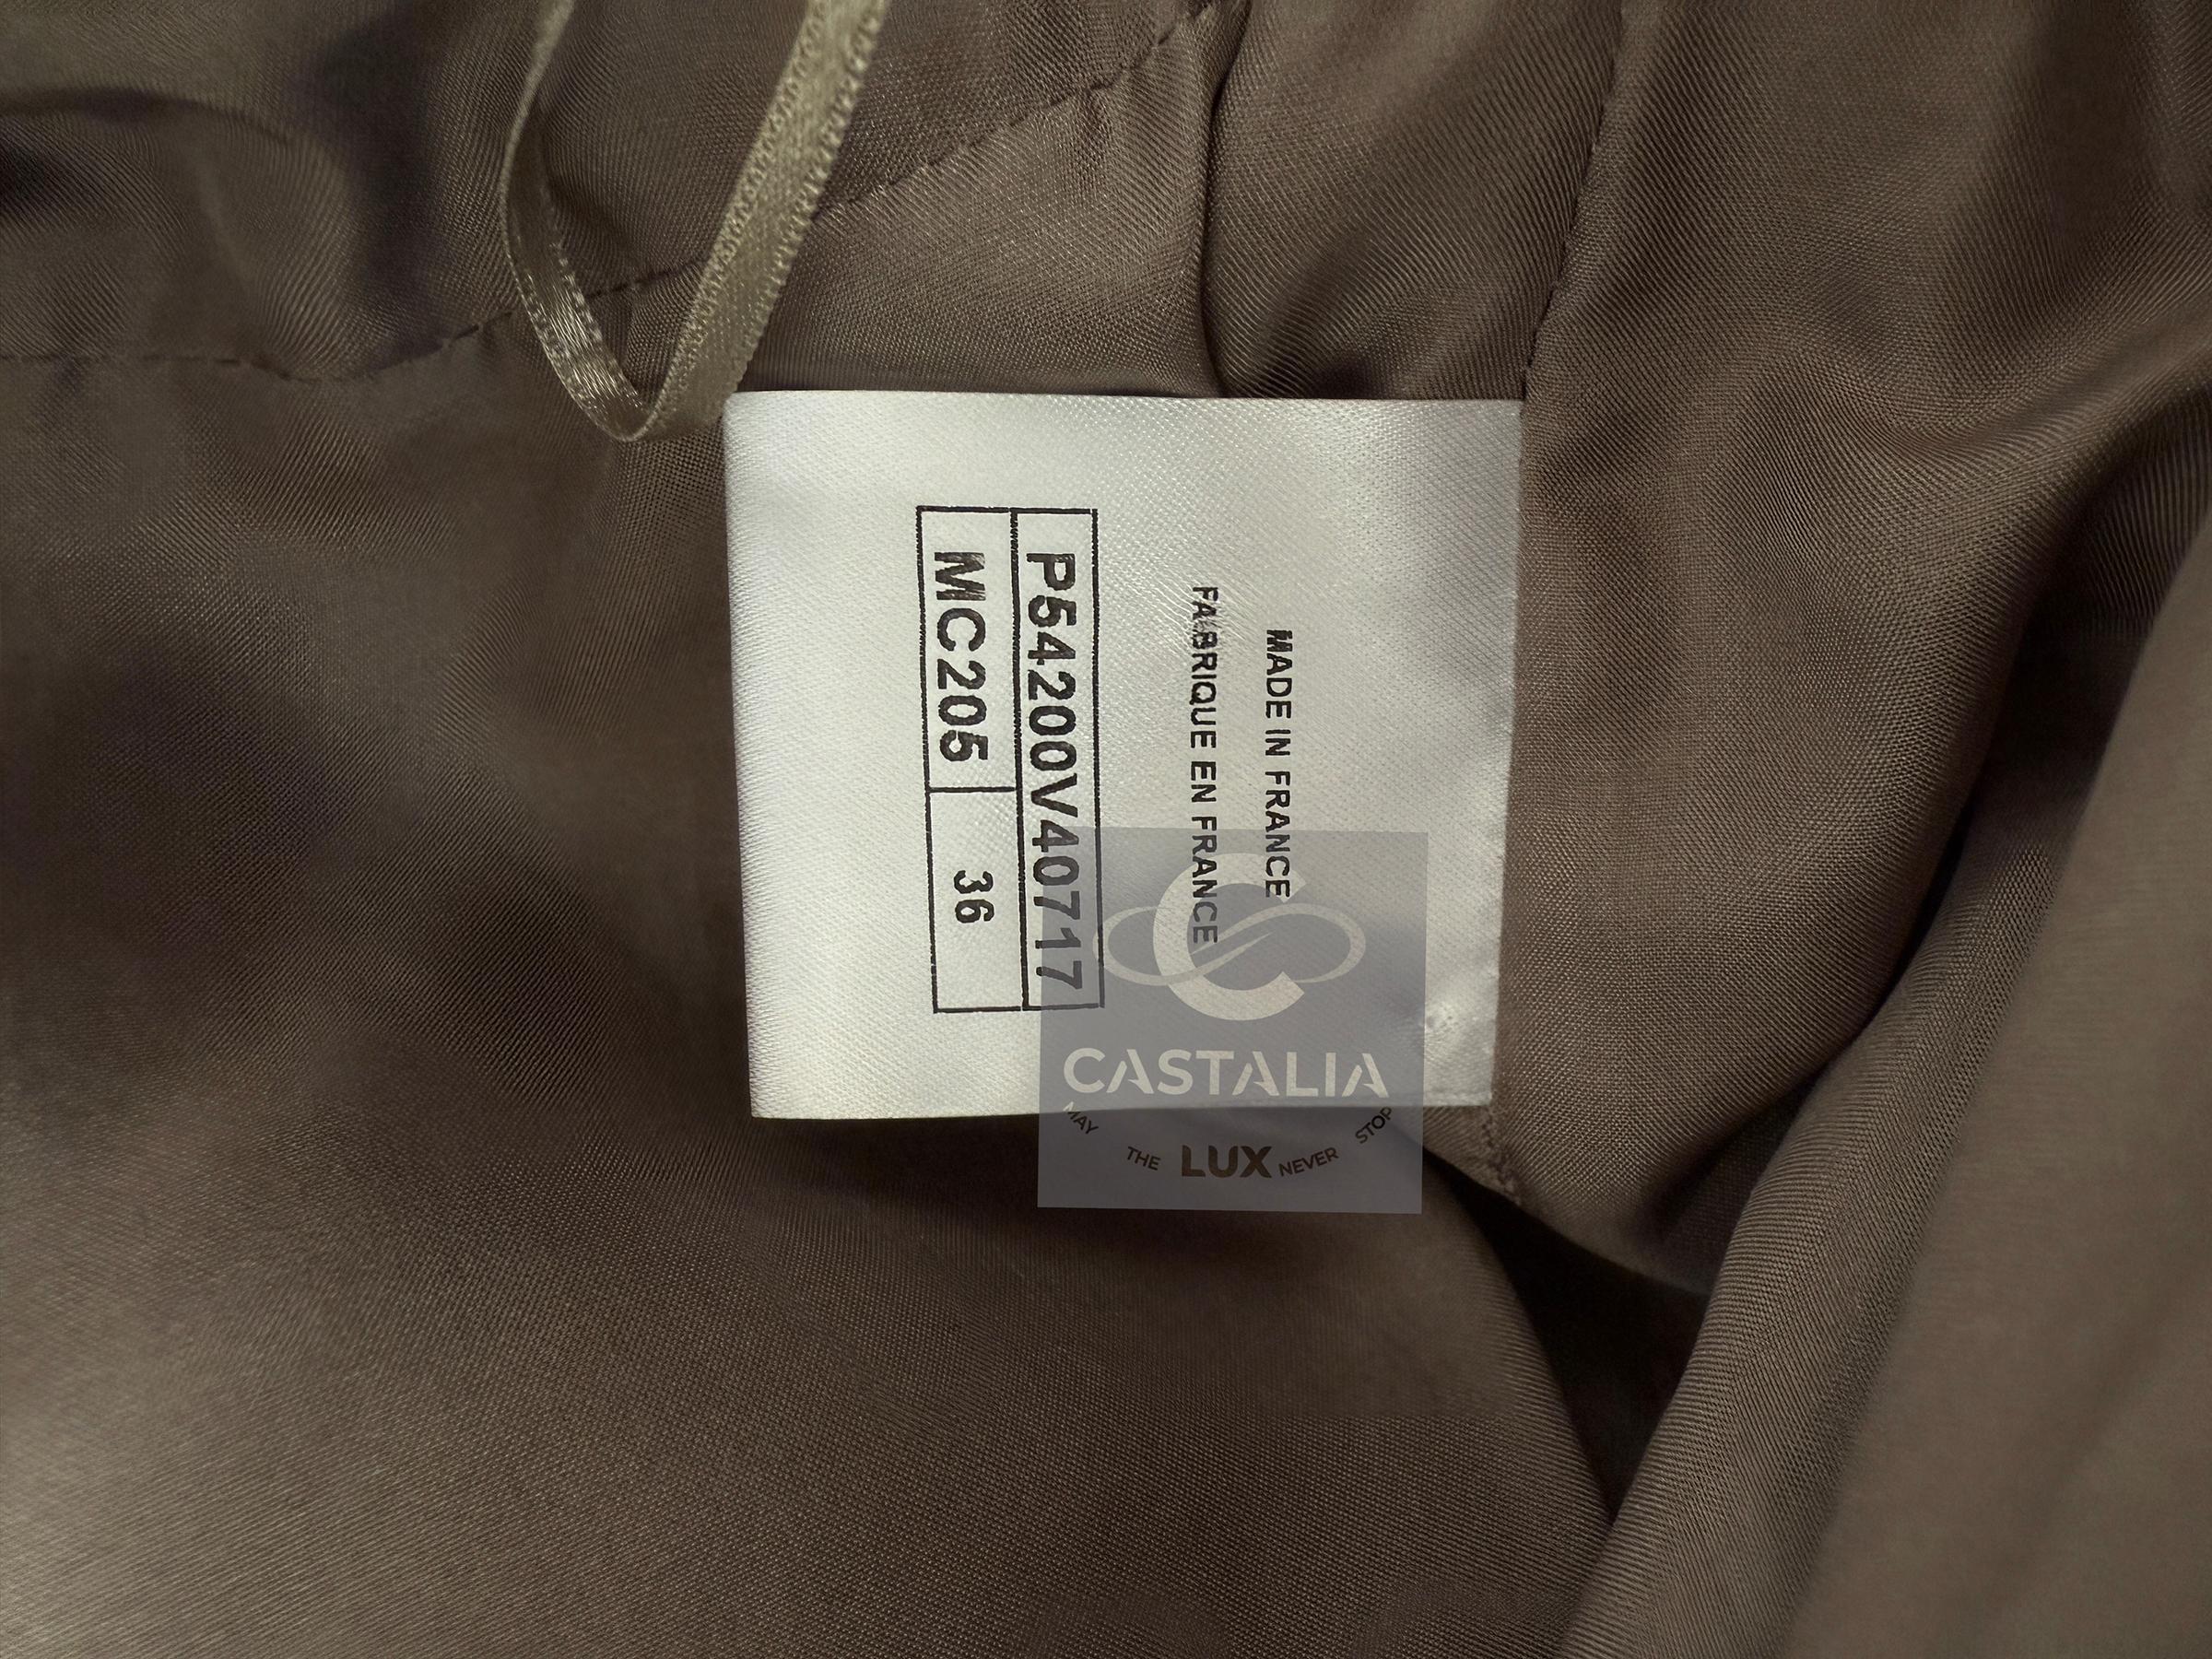 MADE IN FRANCE
FABRIQUE EN FRANCE
P54200V40717
MC205 36
CASTALIA
MAY THE LUX NEVER STOP